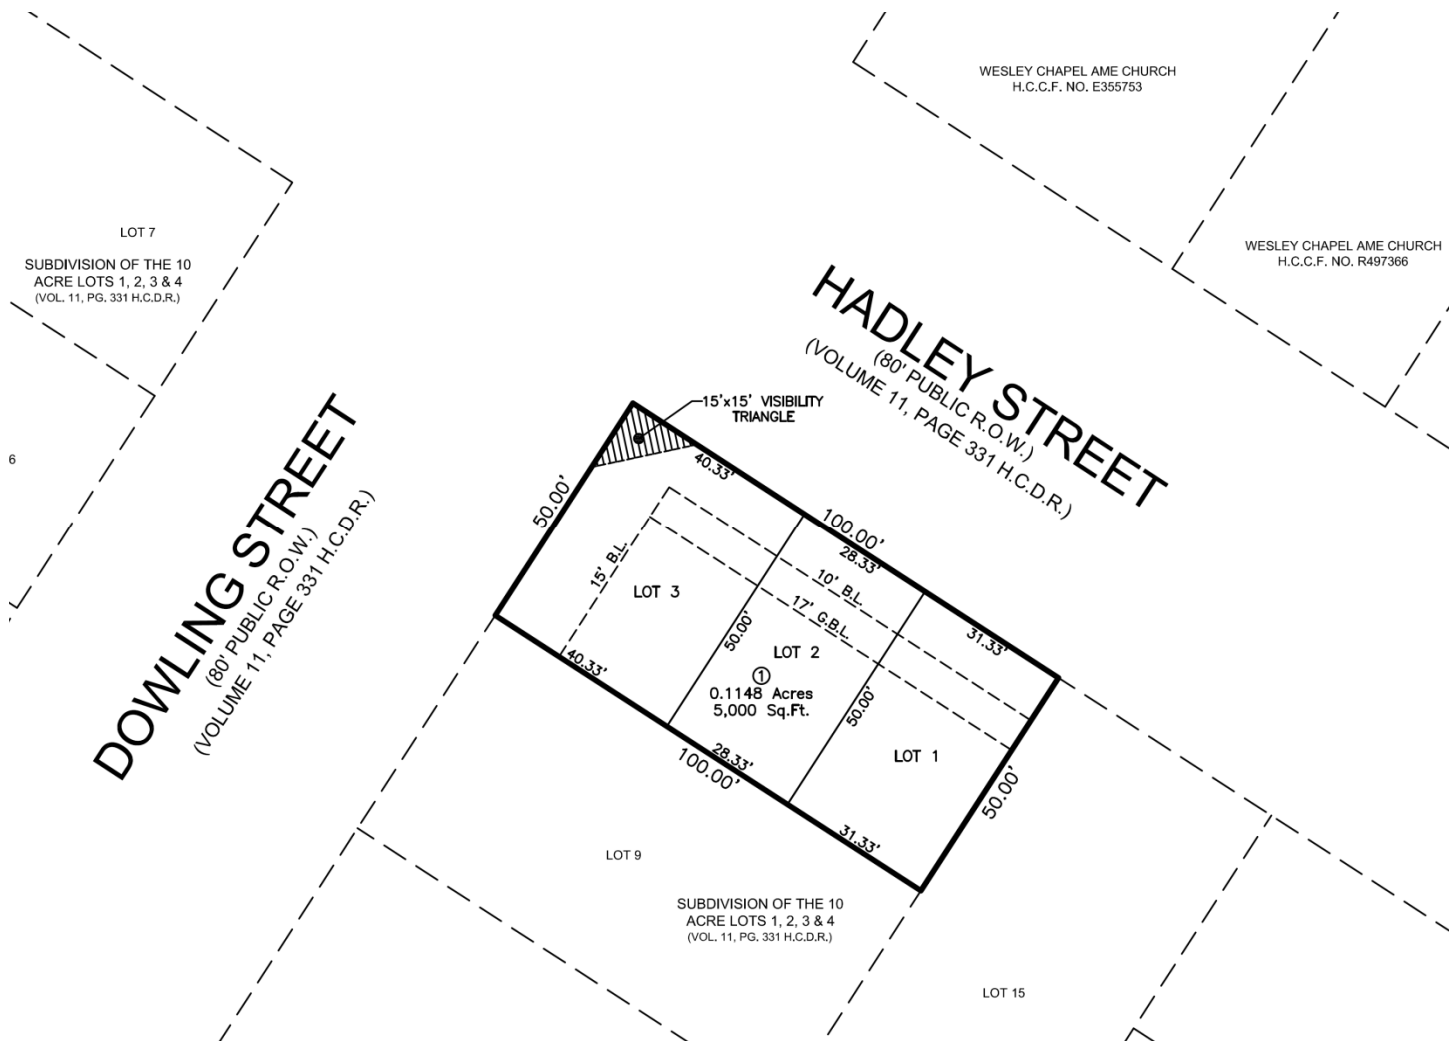 WESLEY CHAPEL AME CHURCH
H.C.C.F. NO. E355753
LOT 7
SUBDIVISION OF THE 10
ACRE LOTS 1, 2, 3 & 4
(VOL. 11, PG. 331 H.C.D.R.)
WESLEY CHAPEL AME CHURCH
H.C.C.F. NO. R497366
HADLEY STREET
(80' PUBLIC R.O.W.)
(VOLUME 11, PAGE 331 H.C.D.R.)
15'x15' VISIBILITY
TRIANGLE
6
DOWLING STREET
(80' PUBLIC R.O.W.)
(VOLUME 11, PAGE 331 H.C.D.R.)
40.33'
50.00'
100.00'
28.33'
15' B.L.
10' B.L.
17' G.B.L.
LOT 3
50.00'
31.33'
LOT 2
1
0.1148 Acres
5,000 Sq.Ft.
40.33'
50.00'
LOT 1
28.33'
100.00'
50.00'
31.33'
LOT 9
SUBDIVISION OF THE 10
ACRE LOTS 1, 2, 3 & 4
(VOL. 11, PG. 331 H.C.D.R.)
LOT 15